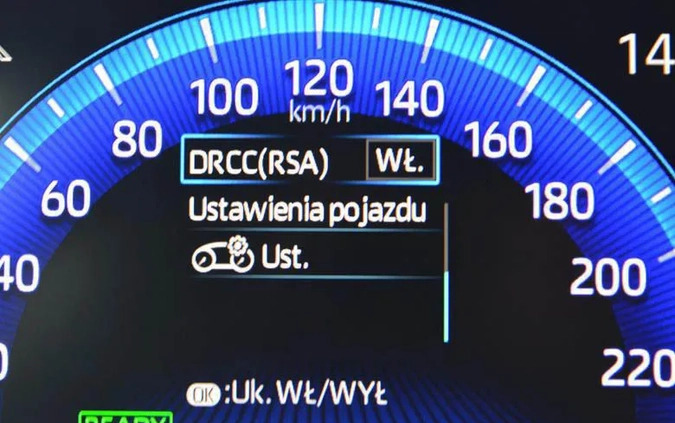 14
120
100
km/h
140
80
DRCC(RSA) WŁ.
160
60
Ustawienia pojazdu
180
40
Ust.
200
220
OK :Uk. WŁ/WYŁ
READY